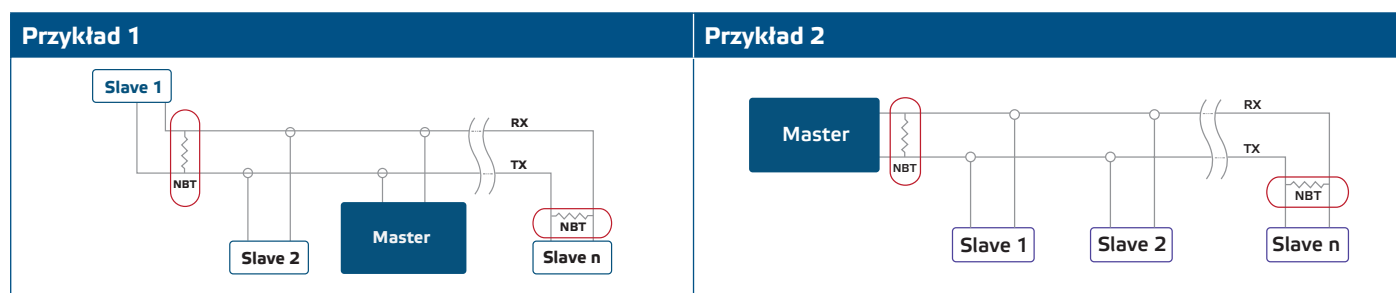 Przykład 1
Slave 1
RX
TX
NBT
NBT
Master
Slave 2
Slave n
Przykład 2
Master
RX
TX
NBT
NBT
Slave 1
Slave 2
Slave n